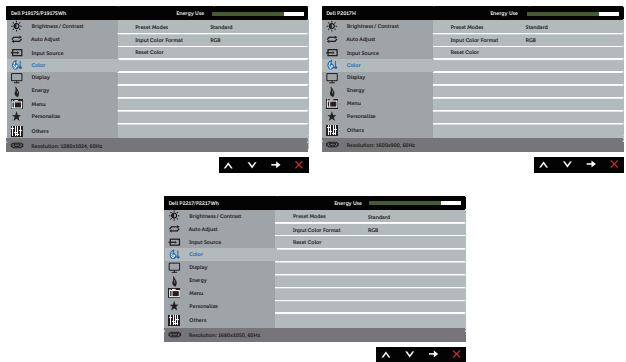 Dell P1917S/P1917SWh Energy Use
Brightness / Contrast Preset Modes Standard
Auto Adjust Input Color Format RGB
Input Source Reset Color
Color
Display
Energy
Menu
Personalize
Others
Resolution: 1280x1024, 60Hz
Dell P2017H Energy Use
Brightness / Contrast Preset Modes Standard
Auto Adjust Input Color Format RGB
Input Source Reset Color
Color
Display
Energy
Menu
Personalize
Others
Resolution: 1600x900, 60Hz
Dell P2217/P2217Wh Energy Use
Brightness / Contrast Preset Modes Standard
Auto Adjust Input Color Format RGB
Input Source Reset Color
Color
Display
Energy
Menu
Personalize
Others
Resolution: 1680x1050, 60Hz